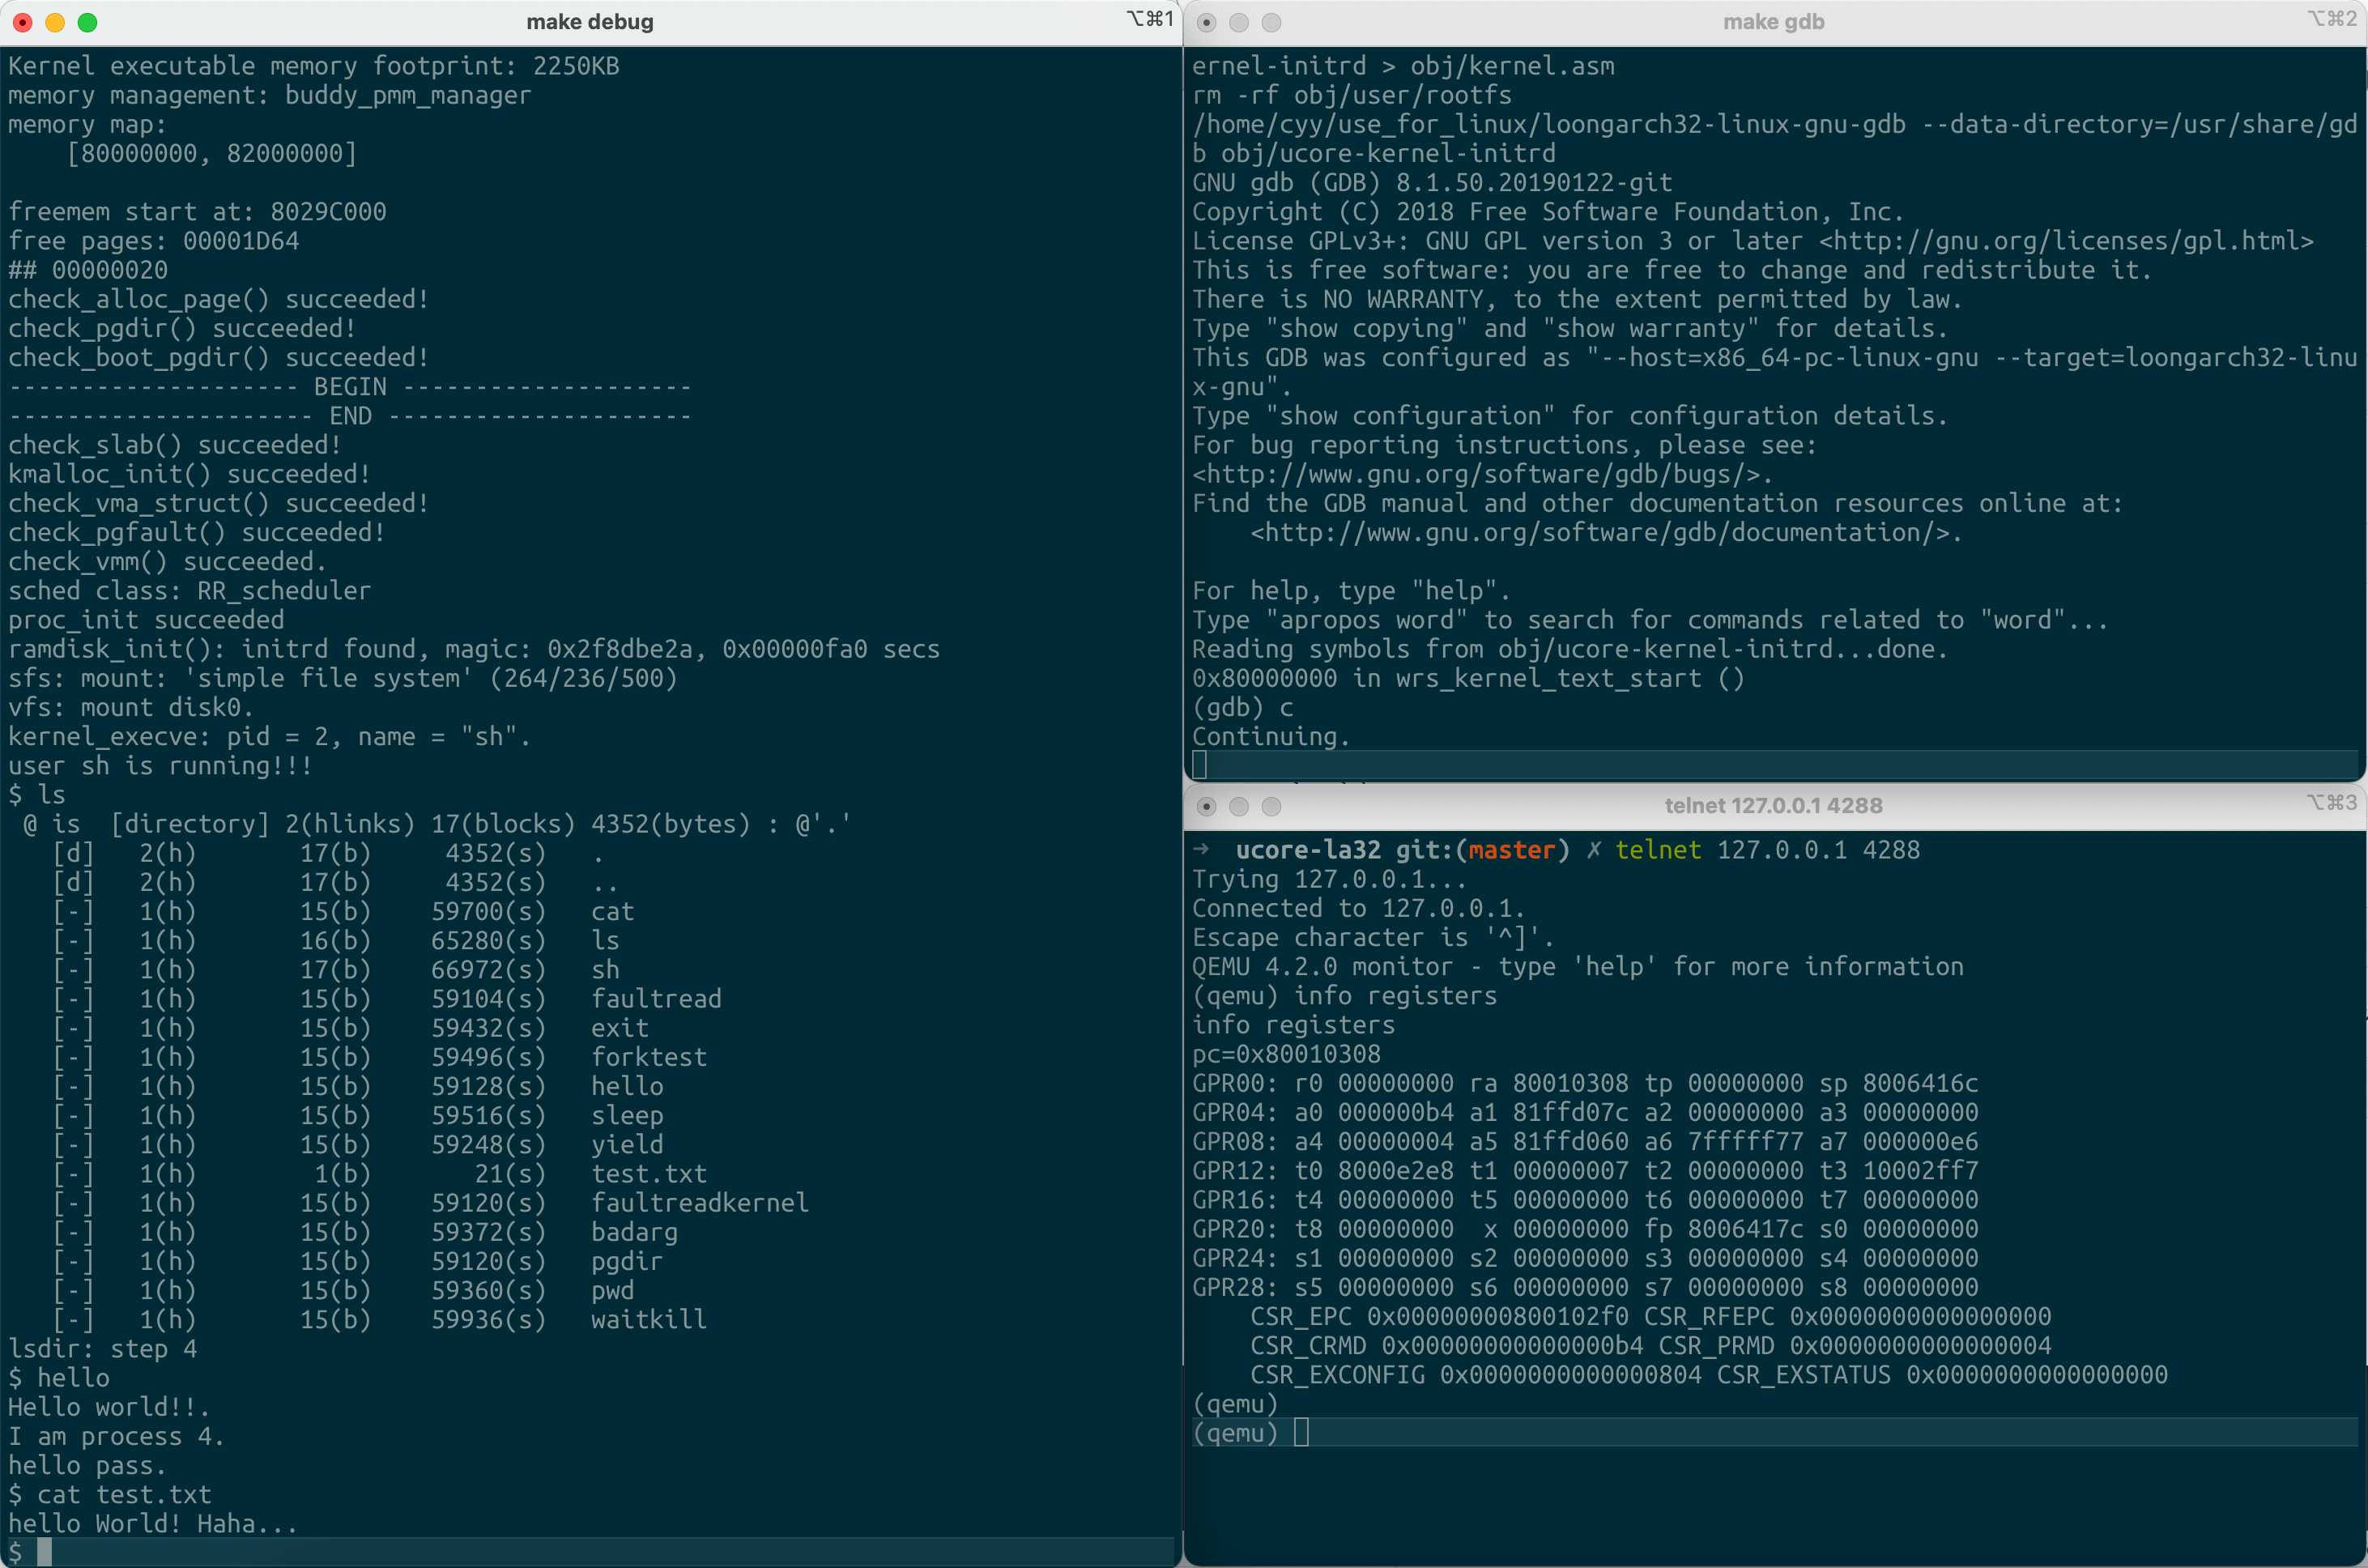 make debug
⌥⌘1
Kernel executable memory footprint: 2250KB
memory management: buddy_pmm_manager
memory map:
    [80000000, 82000000]

freemem start at: 8029C000
free pages: 00001D64
## 00000020
check_alloc_page() succeeded!
check_pgdir() succeeded!
check_boot_pgdir() succeeded!
-------------------- BEGIN --------------------
--------------------- END ---------------------
check_slab() succeeded!
kmalloc_init() succeeded!
check_vma_struct() succeeded!
check_pgfault() succeeded!
check_vmm() succeeded.
sched class: RR_scheduler
proc_init succeeded
ramdisk_init(): initrd found, magic: 0x2f8dbe2a, 0x00000fa0 secs
sfs: mount: 'simple file system' (264/236/500)
vfs: mount disk0.
kernel_execve: pid = 2, name = "sh".
user sh is running!!!
$ ls
 @ is  [directory] 2(hlinks) 17(blocks) 4352(bytes) : @'.'
   [d]   2(h)       17(b)     4352(s)   .
   [d]   2(h)       17(b)     4352(s)   ..
   [-]   1(h)       15(b)    59700(s)   cat
   [-]   1(h)       16(b)    65280(s)   ls
   [-]   1(h)       17(b)    66972(s)   sh
   [-]   1(h)       15(b)    59104(s)   faultread
   [-]   1(h)       15(b)    59432(s)   exit
   [-]   1(h)       15(b)    59496(s)   forktest
   [-]   1(h)       15(b)    59128(s)   hello
   [-]   1(h)       15(b)    59516(s)   sleep
   [-]   1(h)       15(b)    59248(s)   yield
   [-]   1(h)        1(b)       21(s)   test.txt
   [-]   1(h)       15(b)    59120(s)   faultreadkernel
   [-]   1(h)       15(b)    59372(s)   badarg
   [-]   1(h)       15(b)    59120(s)   pgdir
   [-]   1(h)       15(b)    59360(s)   pwd
   [-]   1(h)       15(b)    59936(s)   waitkill
lsdir: step 4
$ hello
Hello world!!.
I am process 4.
hello pass.
$ cat test.txt
hello World! Haha...
$
make gdb
⌥⌘2
ernel-initrd > obj/kernel.asm
rm -rf obj/user/rootfs
/home/cyy/use_for_linux/loongarch32-linux-gnu-gdb --data-directory=/usr/share/gd
b obj/ucore-kernel-initrd
GNU gdb (GDB) 8.1.50.20190122-git
Copyright (C) 2018 Free Software Foundation, Inc.
License GPLv3+: GNU GPL version 3 or later <http://gnu.org/licenses/gpl.html>
This is free software: you are free to change and redistribute it.
There is NO WARRANTY, to the extent permitted by law.
Type "show copying" and "show warranty" for details.
This GDB was configured as "--host=x86_64-pc-linux-gnu --target=loongarch32-linu
x-gnu".
Type "show configuration" for configuration details.
For bug reporting instructions, please see:
<http://www.gnu.org/software/gdb/bugs/>.
Find the GDB manual and other documentation resources online at:
    <http://www.gnu.org/software/gdb/documentation/>.

For help, type "help".
Type "apropos word" to search for commands related to "word"...
Reading symbols from obj/ucore-kernel-initrd...done.
0x80000000 in wrs_kernel_text_start ()
(gdb) c
Continuing.
telnet 127.0.0.1 4288
⌥⌘3
→  ucore-la32 git:(master) ✗ telnet 127.0.0.1 4288
Trying 127.0.0.1...
Connected to 127.0.0.1.
Escape character is '^]'.
QEMU 4.2.0 monitor - type 'help' for more information
(qemu) info registers
info registers
pc=0x80010308
GPR00: r0 00000000 ra 80010308 tp 00000000 sp 8006416c
GPR04: a0 000000b4 a1 81ffd07c a2 00000000 a3 00000000
GPR08: a4 00000004 a5 81ffd060 a6 7fffff77 a7 000000e6
GPR12: t0 8000e2e8 t1 00000007 t2 00000000 t3 10002ff7
GPR16: t4 00000000 t5 00000000 t6 00000000 t7 00000000
GPR20: t8 00000000  x 00000000 fp 8006417c s0 00000000
GPR24: s1 00000000 s2 00000000 s3 00000000 s4 00000000
GPR28: s5 00000000 s6 00000000 s7 00000000 s8 00000000
    CSR_EPC 0x00000000800102f0 CSR_RFEPC 0x0000000000000000
    CSR_CRMD 0x00000000000000b4 CSR_PRMD 0x0000000000000004
    CSR_EXCONFIG 0x0000000000000804 CSR_EXSTATUS 0x0000000000000000
(qemu)
(qemu)